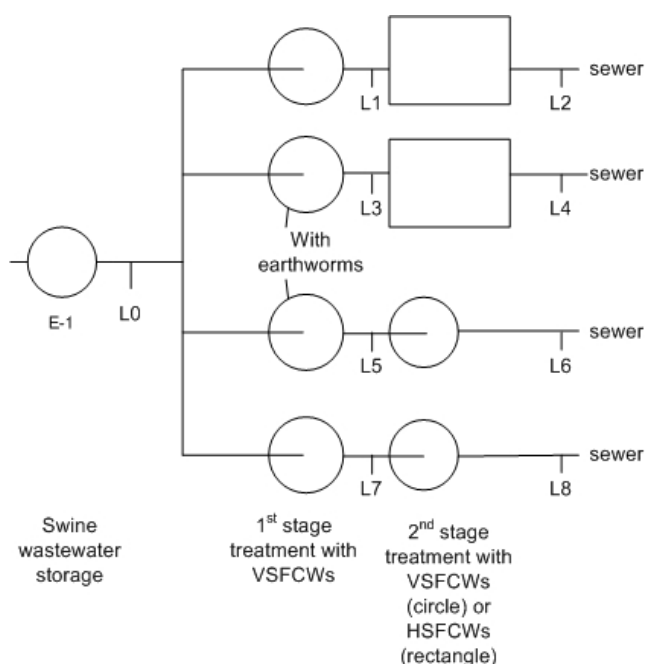 sewer
L1
L2
sewer
L3
L4
With
earthworms
E-1
L0
sewer
L5
L6
sewer
L7
L8
Swine
wastewater
storage
1st stage
treatment with
VSFCWs
2nd stage
treatment with
VSFCWs
(circle) or
HSFCWs
(rectangle)